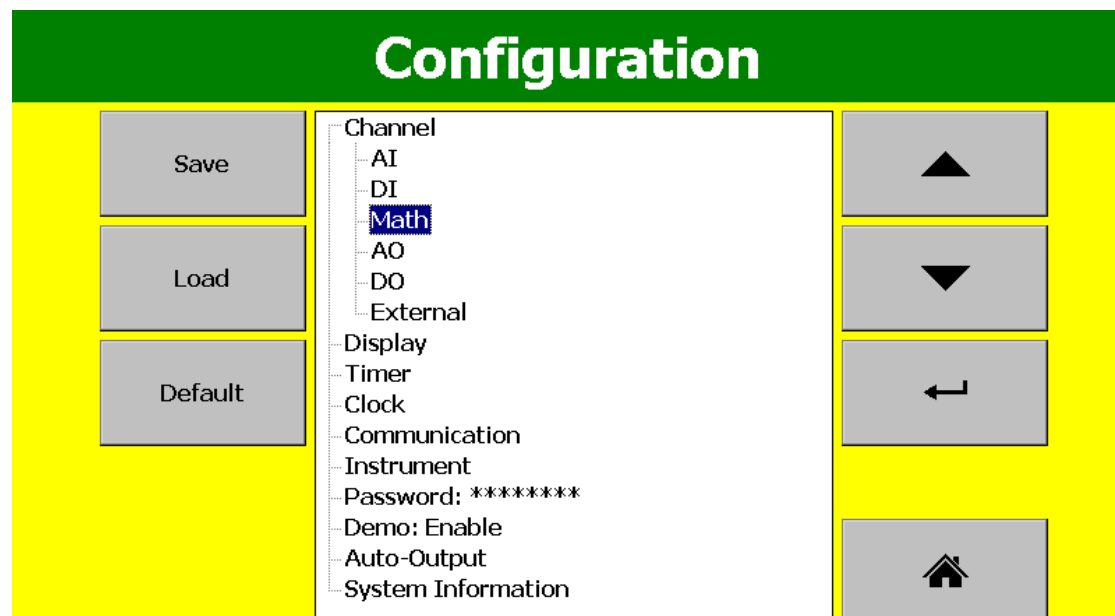 Configuration
Save
Load
Default
Channel
AI
DI
Math
AO
DO
External
Display
Timer
Clock
Communication
Instrument
Password: ********
Demo: Enable
Auto-Output
System Information